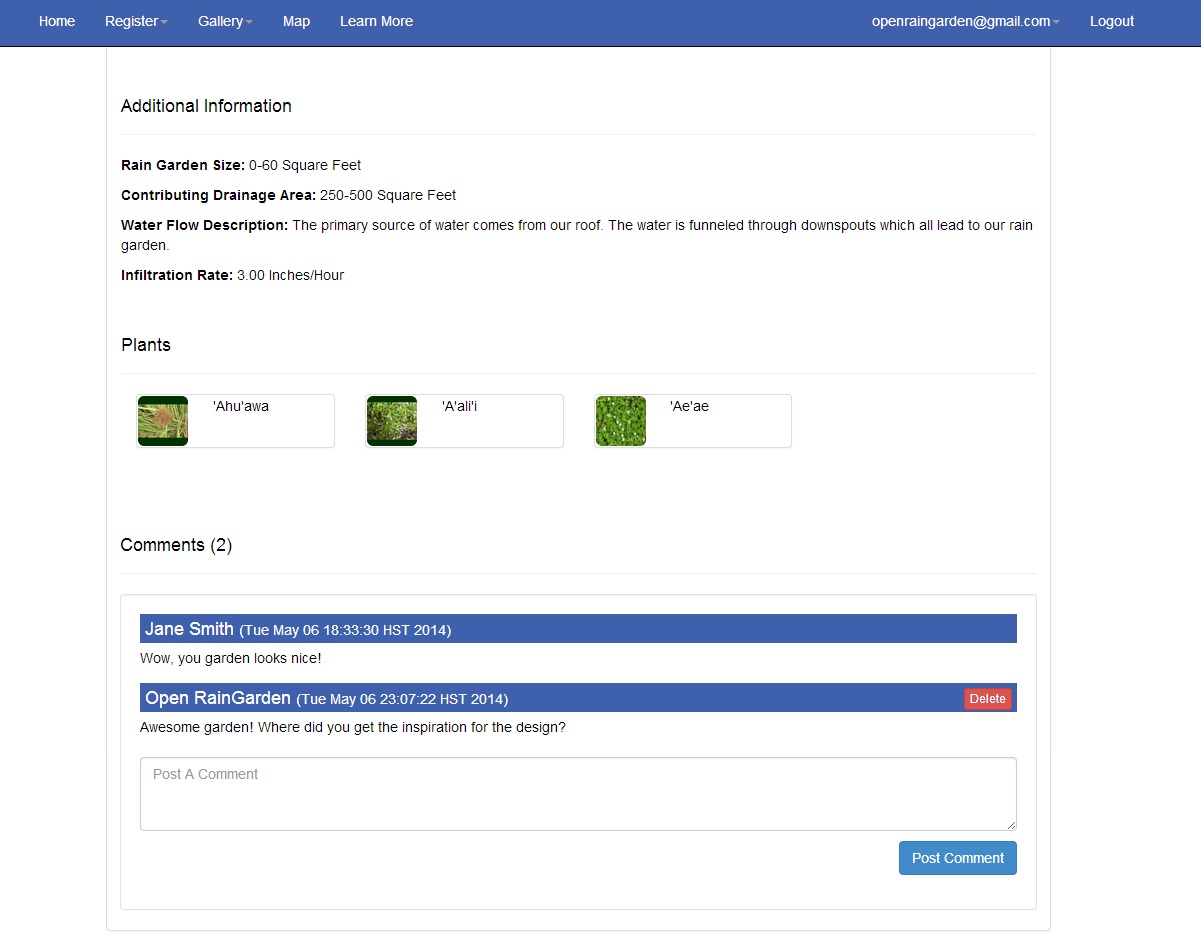 Home Register Gallery Map Learn More openraingarden@gmail.com Logout
Additional Information
Rain Garden Size: 0-60 Square Feet
Contributing Drainage Area: 250-500 Square Feet
Water Flow Description: The primary source of water comes from our roof. The water is funneled through downspouts which all lead to our rain
garden.
Infiltration Rate: 3.00 Inches/Hour
Plants
'Ahu'awa 'A'ali'i 'Ae'ae
Comments (2)
Jane Smith (Tue May 06 18:33:30 HST 2014)
Wow, you garden looks nice!
Open RainGarden (Tue May 06 23:07:22 HST 2014) Delete
Awesome garden! Where did you get the inspiration for the design?
Post A Comment
Post Comment